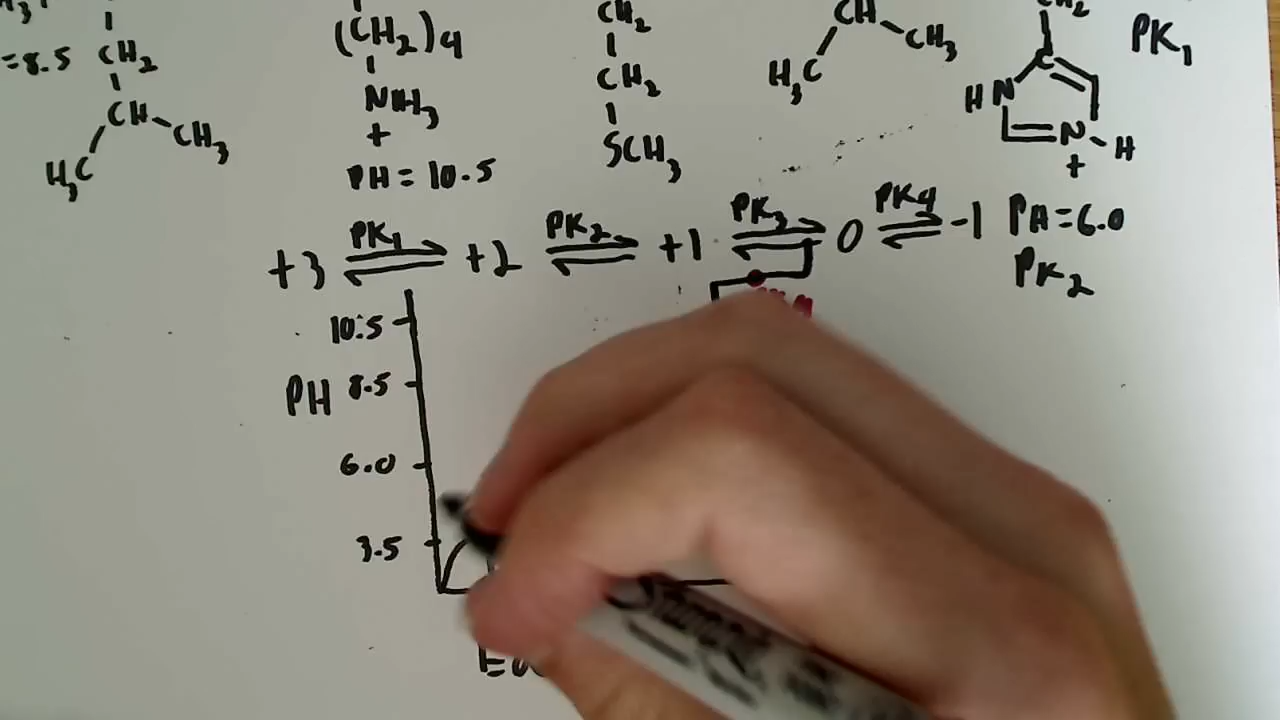 =8.5
CH2
CH
CH3
H3C
(CH2)4
NH3
+
PH = 10.5
CH2
CH2
SCH3
CH
CH3
H3C
CH2
C
H N
N H
+
PK1
+3 PK1 +2 PK2 +1 PK3 0 PK4 -1 PH=6.0
PK2
10.5
PH 8.5
6.0
3.5